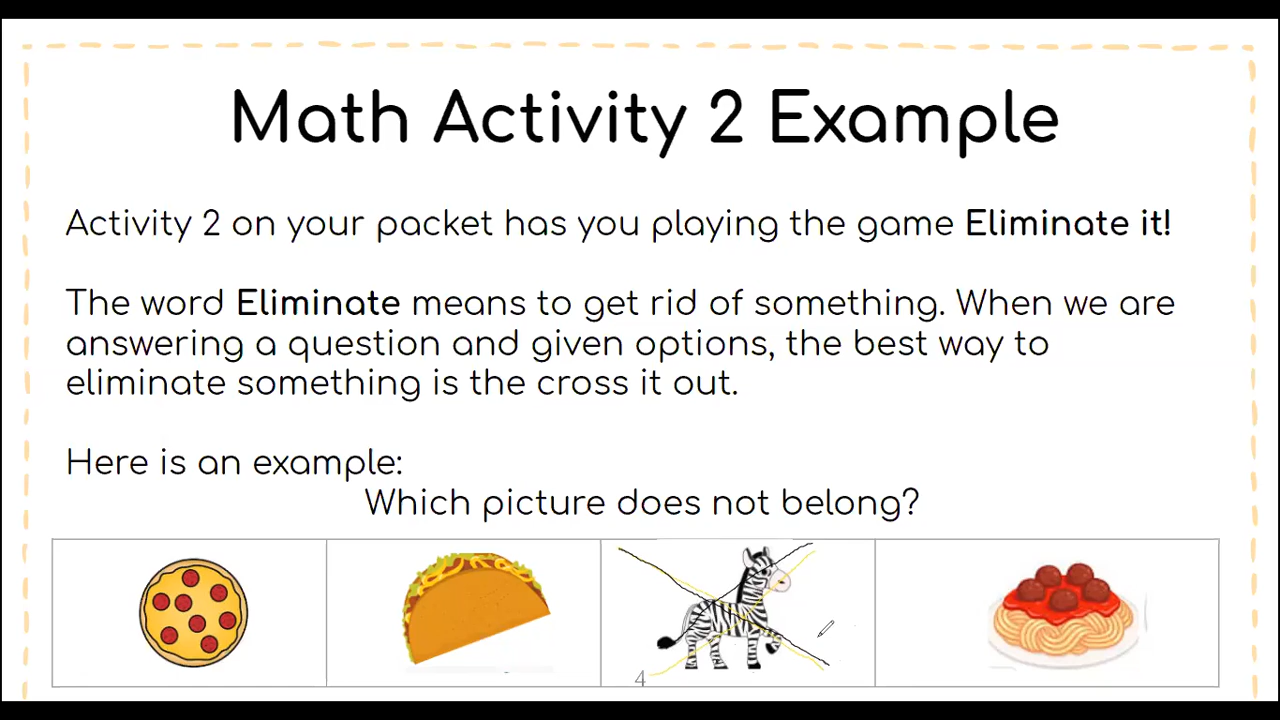 Math Activity 2 Example
Activity 2 on your packet has you playing the game Eliminate it!
The word Eliminate means to get rid of something. When we are
answering a question and given options, the best way to
eliminate something is the cross it out.
Here is an example:
Which picture does not belong?
4